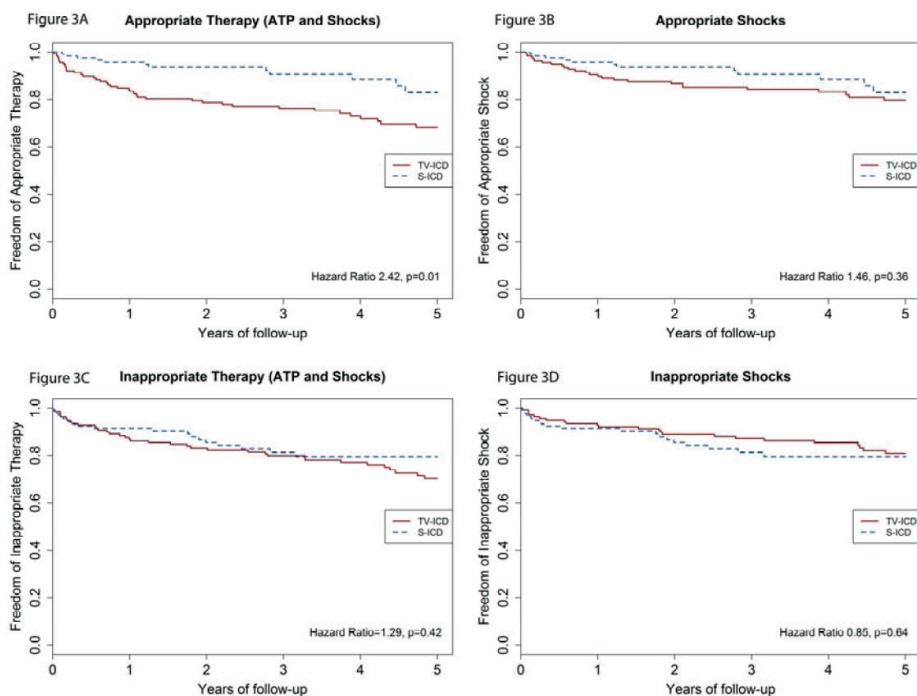 Figure 3A
Appropriate Therapy (ATP and Shocks)
Freedom of Appropriate Therapy
1.0
0.8
0.6
0.4
0.2
0.0
TV-ICD
S-ICD
Hazard Ratio 2.42, p=0.01
0 1 2 3 4 5
Years of follow-up
Figure 3B
Appropriate Shocks
Freedom of Appropriate Shock
1.0
0.8
0.6
0.4
0.2
0.0
TV-ICD
S-ICD
Hazard Ratio 1.46, p=0.36
0 1 2 3 4 5
Years of follow-up
Figure 3C
Inappropriate Therapy (ATP and Shocks)
Freedom of Inappropriate Therapy
1.0
0.8
0.6
0.4
0.2
0.0
TV-ICD
S-ICD
Hazard Ratio=1.29, p=0.42
0 1 2 3 4 5
Years of follow-up
Figure 3D
Inappropriate Shocks
Freedom of Inappropriate Shock
1.0
0.8
0.6
0.4
0.2
0.0
TV-ICD
S-ICD
Hazard Ratio 0.85, p=0.64
0 1 2 3 4 5
Years of follow-up